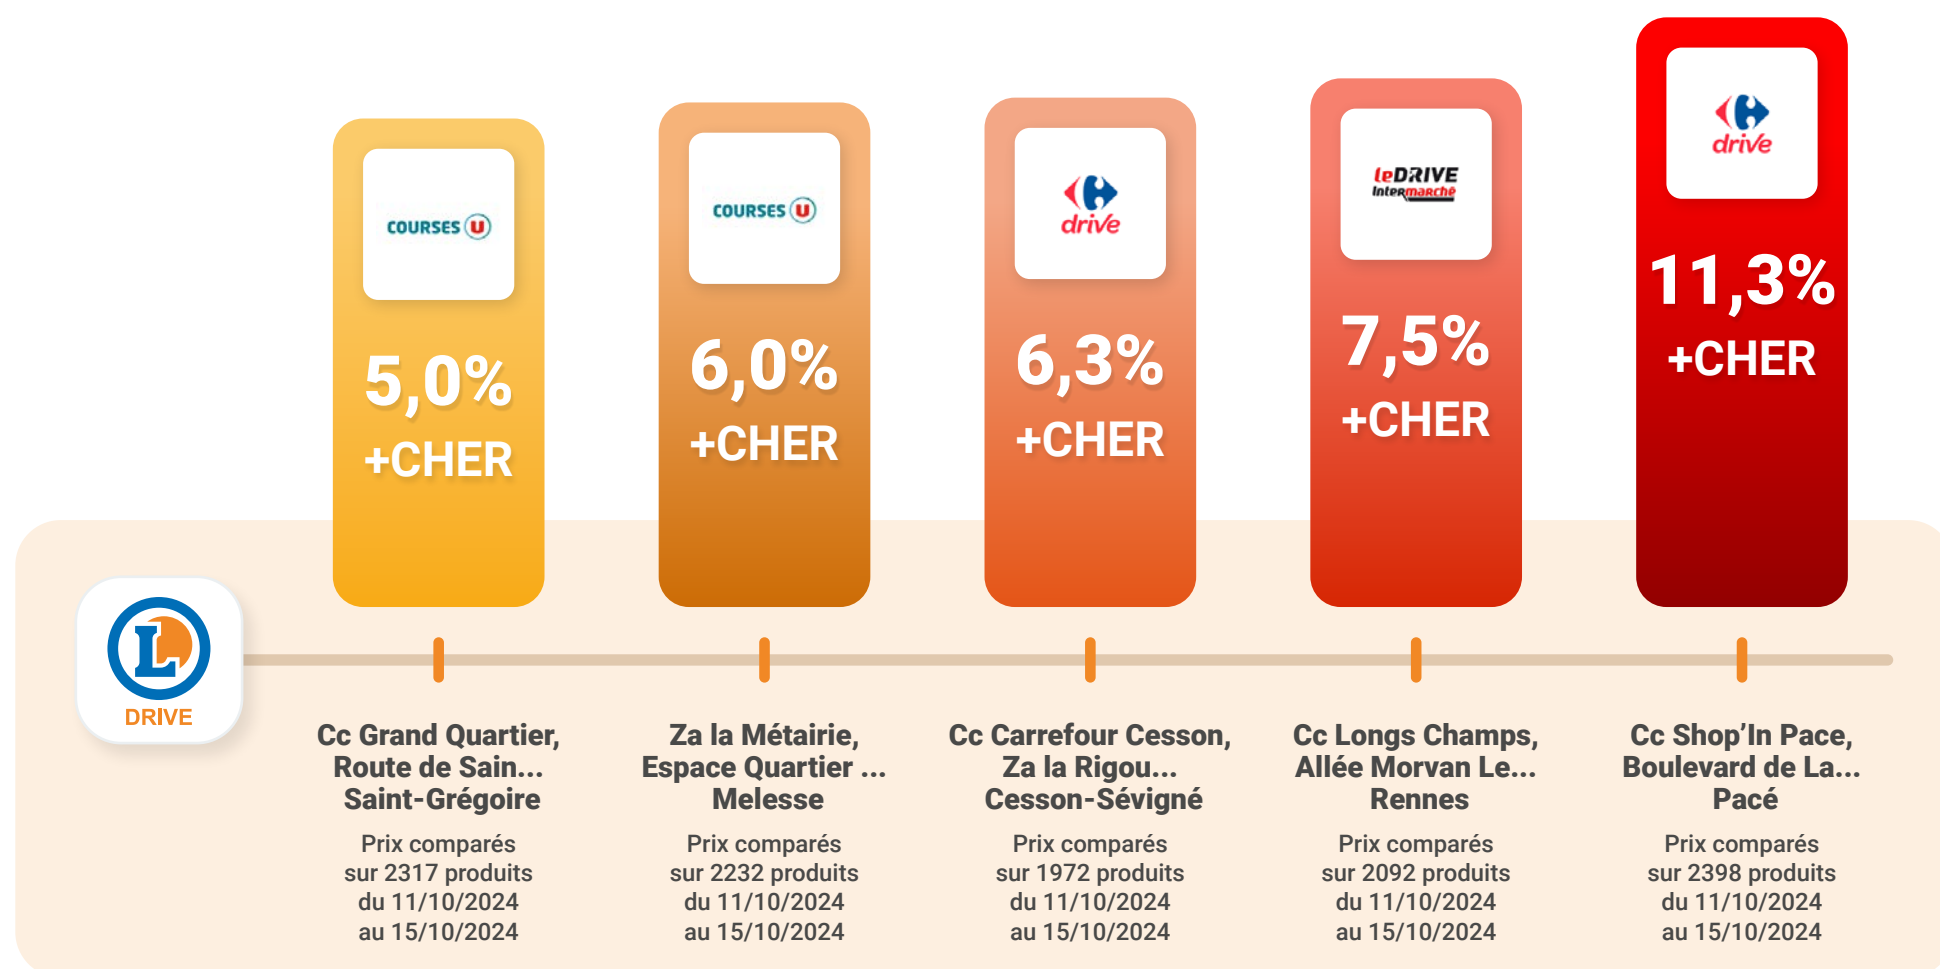 COURSES U
5,0%
+CHER
COURSES U
6,0%
+CHER
drive
6,3%
+CHER
leDRIVE
Intermarché
7,5%
+CHER
drive
11,3%
+CHER
L
DRIVE
Cc Grand Quartier,
Route de Sain...
Saint-Grégoire
Prix comparés
sur 2317 produits
du 11/10/2024
au 15/10/2024
Za la Métairie,
Espace Quartier ...
Melesse
Prix comparés
sur 2232 produits
du 11/10/2024
au 15/10/2024
Cc Carrefour Cesson,
Za la Rigou...
Cesson-Sévigné
Prix comparés
sur 1972 produits
du 11/10/2024
au 15/10/2024
Cc Longs Champs,
Allée Morvan Le...
Rennes
Prix comparés
sur 2092 produits
du 11/10/2024
au 15/10/2024
Cc Shop’In Pace,
Boulevard de La...
Pacé
Prix comparés
sur 2398 produits
du 11/10/2024
au 15/10/2024